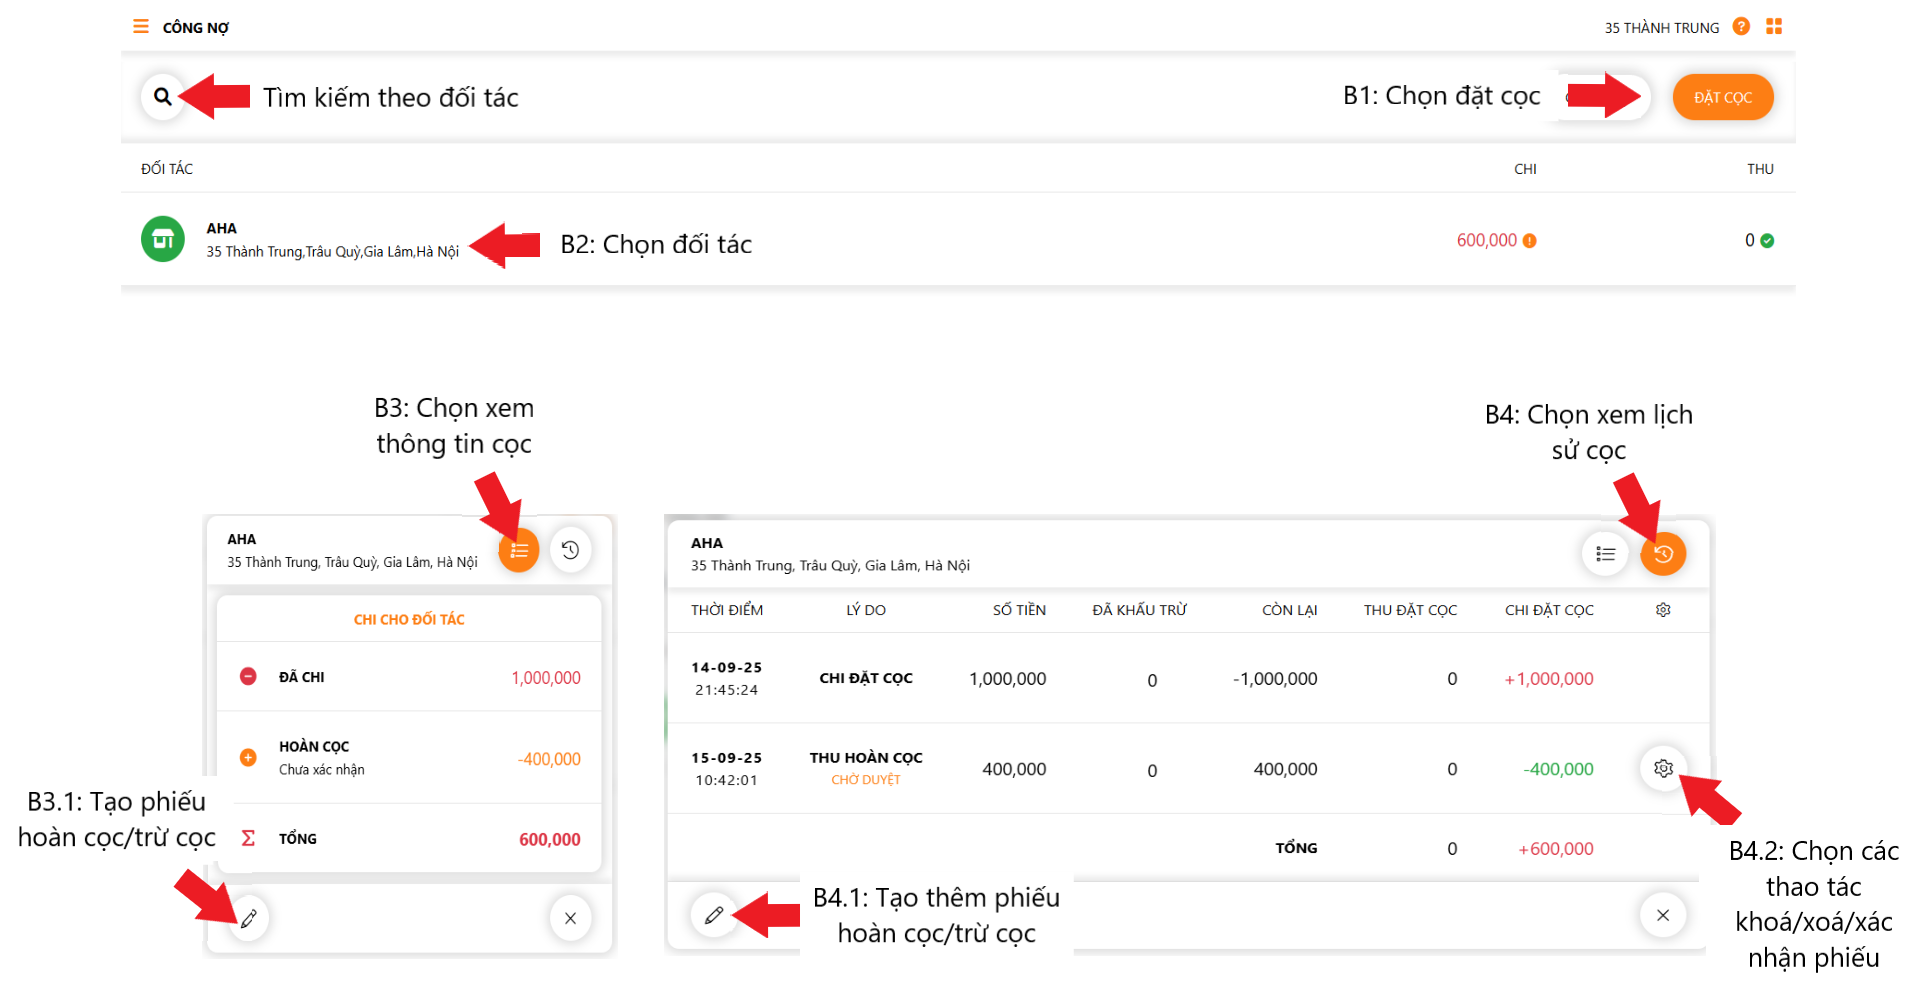 CÔNG NỢ
35 THÀNH TRUNG
Tìm kiếm theo đối tác
B1: Chọn đặt cọc
ĐẶT CỌC
ĐỐI TÁC
CHI
THU
AHA
35 Thành Trung,Trâu Quỳ,Gia Lâm,Hà Nội
B2: Chọn đối tác
600,000
0
B3: Chọn xem
thông tin cọc
B4: Chọn xem lịch
sử cọc
AHA
35 Thành Trung, Trâu Quỳ, Gia Lâm, Hà Nội
CHI CHO ĐỐI TÁC
ĐÃ CHI
1,000,000
HOÀN CỌC
Chưa xác nhận
-400,000
TỔNG
600,000
B3.1: Tạo phiếu
hoàn cọc/trừ cọc
AHA
35 Thành Trung, Trâu Quỳ, Gia Lâm, Hà Nội
THỜI ĐIỂM LÝ DO SỐ TIỀN ĐÃ KHẤU TRỪ CÒN LẠI THU ĐẶT CỌC CHI ĐẶT CỌC
14-09-25
21:45:24
CHI ĐẶT CỌC 1,000,000 0 -1,000,000 0 +1,000,000
15-09-25
10:42:01
THU HOÀN CỌC
CHỜ DUYỆT
400,000 0 400,000 0 -400,000
TỔNG 0 +600,000
B4.1: Tạo thêm phiếu
hoàn cọc/trừ cọc
B4.2: Chọn các
thao tác
khoá/xoá/xác
nhận phiếu